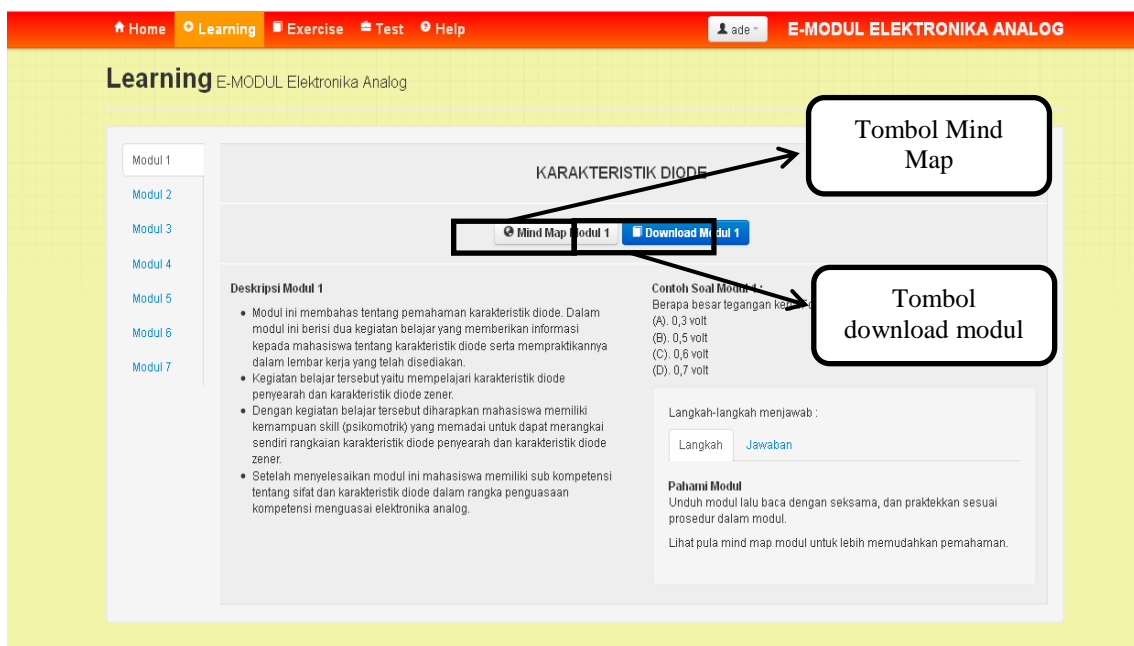 Home Learning Exercise Test Help ade E-MODUL ELEKTRONIKA ANALOG
Learning E-MODUL Elektronika Analog
Tombol Mind
Map
Modul 1
Modul 2
Modul 3
Modul 4
Modul 5
Modul 6
Modul 7
KARAKTERISTIK DIODE
Mind Map Modul 1 Download Modul 1
Tombol
download modul
Deskripsi Modul 1
Modul ini membahas tentang pemahaman karakteristik diode. Dalam
modul ini berisi dua kegiatan belajar yang memberikan informasi
kepada mahasiswa tentang karakteristik diode serta mempraktikannya
dalam lembar kerja yang telah disediakan.
Kegiatan belajar tersebut yaitu mempelajari karakteristik diode
penyearah dan karakteristik diode zener.
Dengan kegiatan belajar tersebut diharapkan mahasiswa memiliki
kemampuan skill (psikomotrik) yang memadai untuk dapat merangkai
sendiri rangkaian karakteristik diode penyearah dan karakteristik diode
zener.
Setelah menyelesaikan modul ini mahasiswa memiliki sub kompetensi
tentang sifat dan karakteristik diode dalam rangka penguasaan
kompetensi menguasai elektronika analog.
Contoh Soal Modul 1 :
Berapa besar tegangan
(A). 0,3 volt
(B). 0,5 volt
(C). 0,6 volt
(D). 0,7 volt
Langkah-langkah menjawab :
Langkah Jawaban
Pahami Modul
Unduh modul lalu baca dengan seksama, dan praktekkan sesuai
prosedur dalam modul.
Lihat pula mind map modul untuk lebih memudahkan pemahaman.